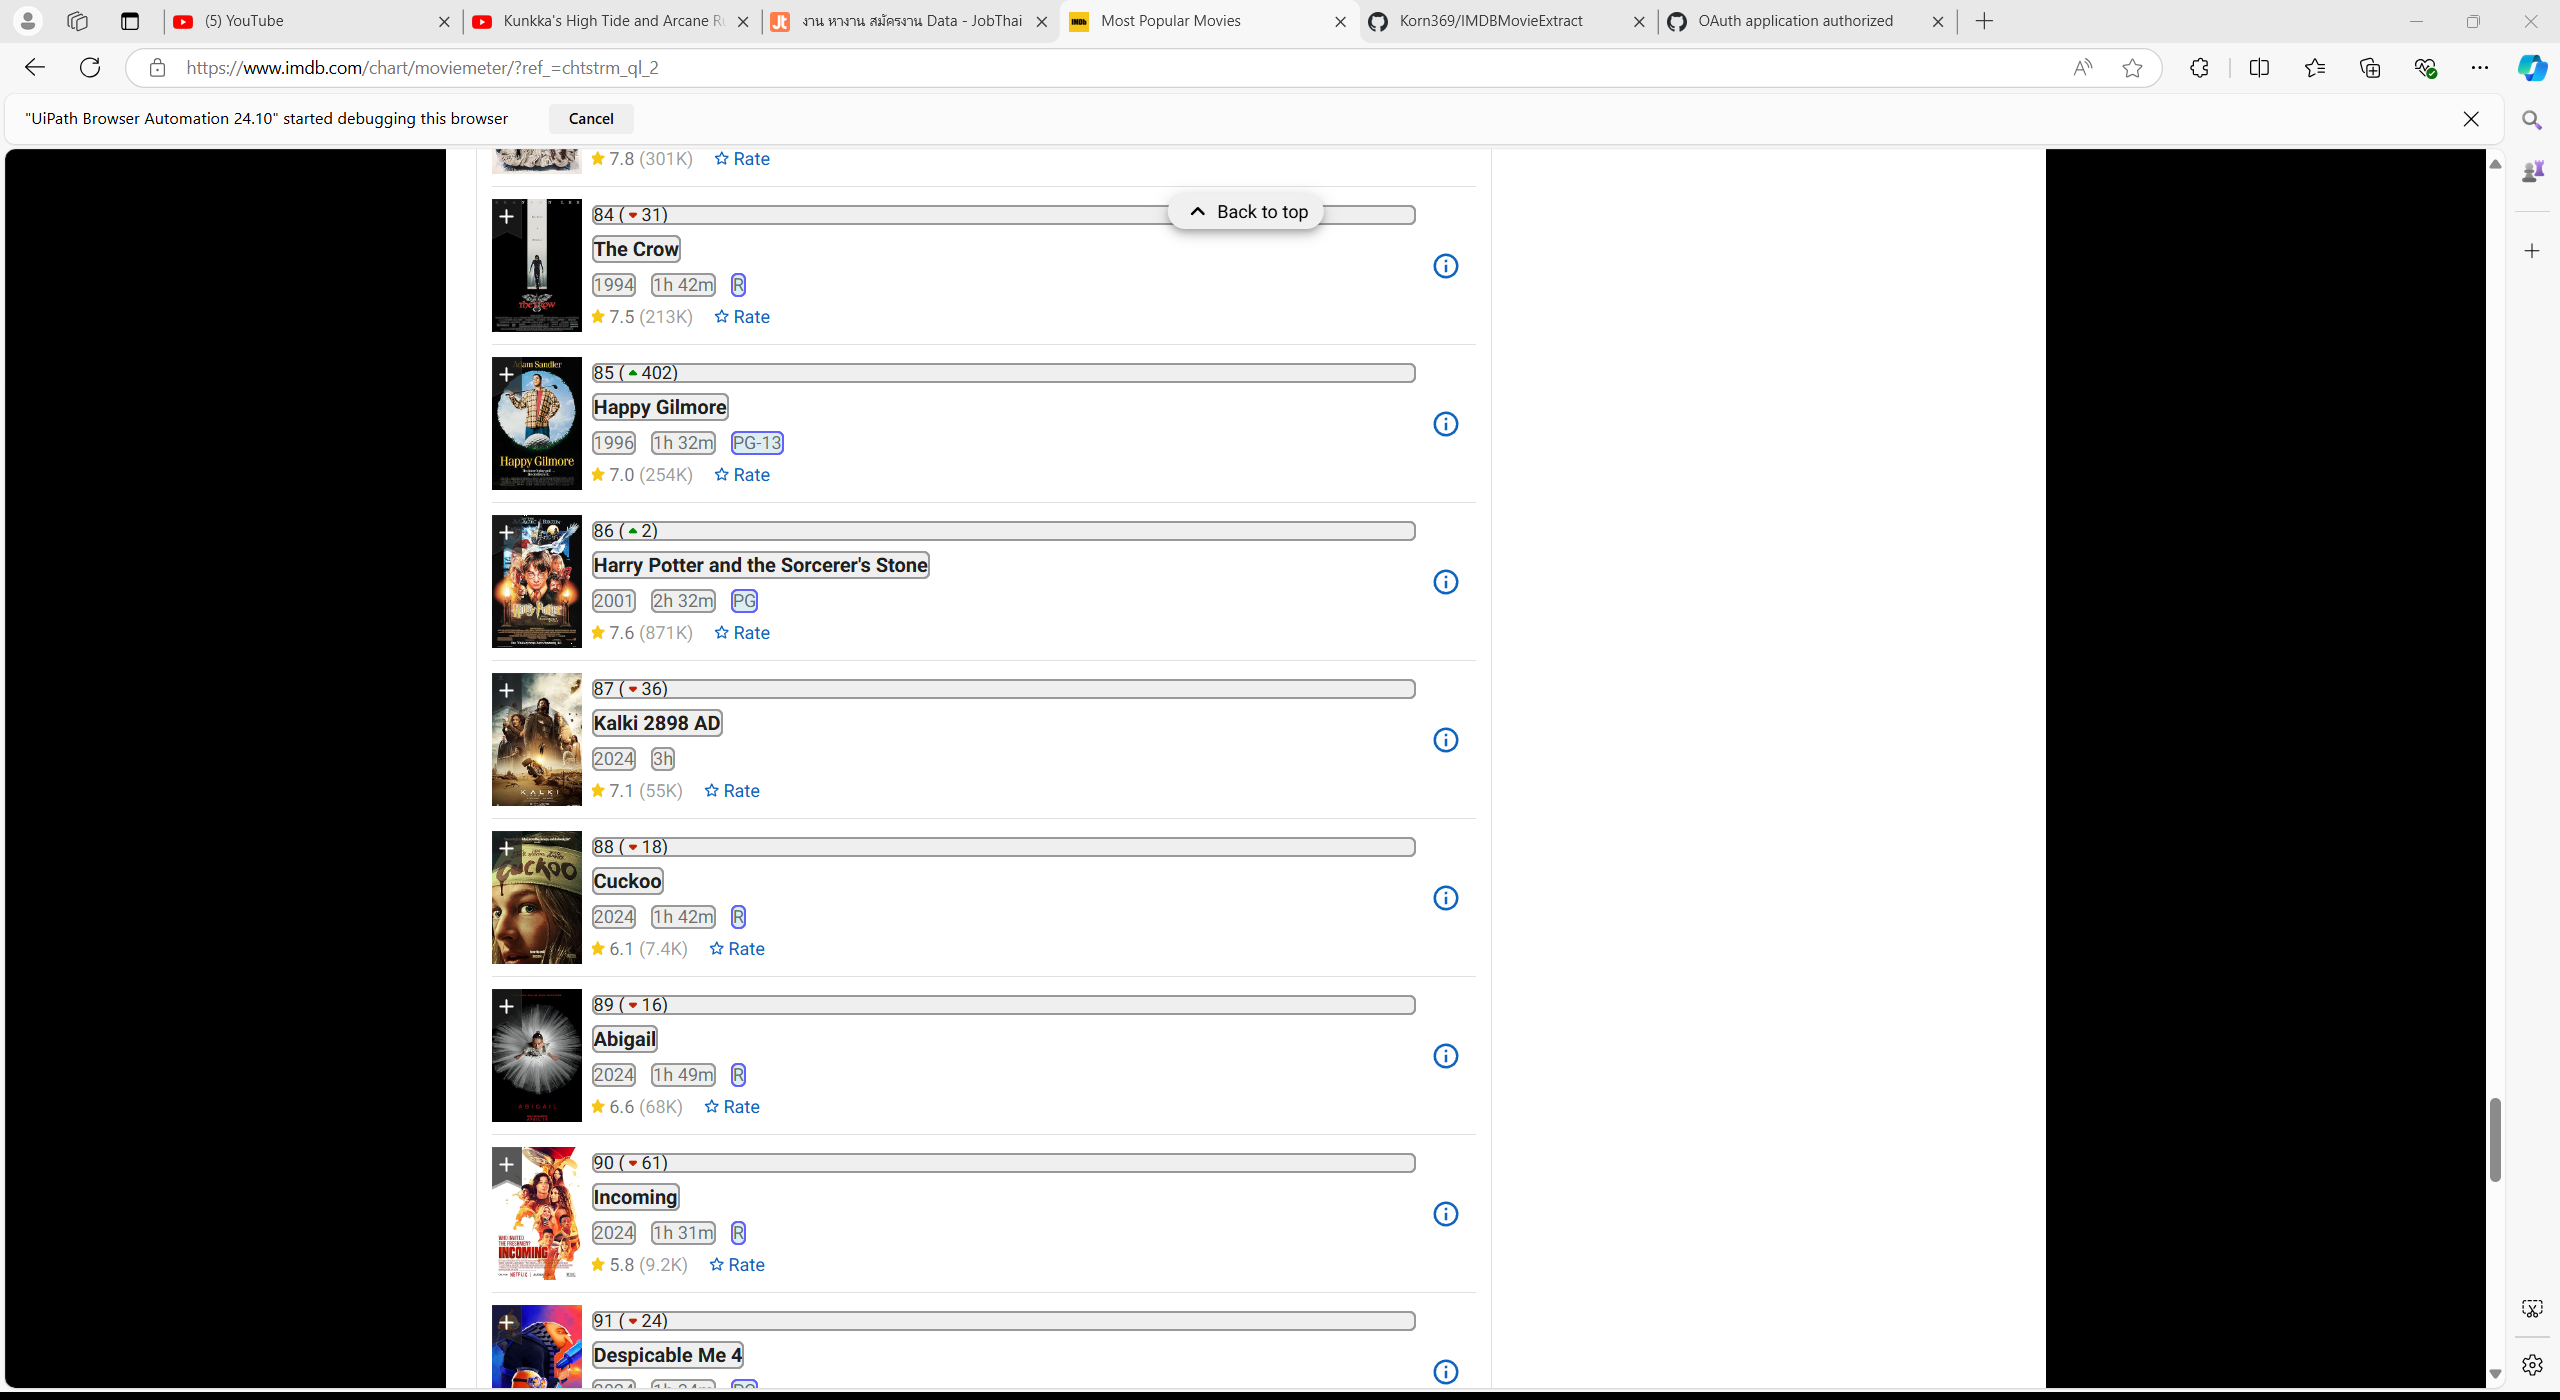 (5) YouTube
Kunkka's High Tide and Arcane Ru
งาน หางาน สมัครงาน Data - JobThai
Most Popular Movies
Korn369/IMDBMovieExtract
OAuth application authorized
https://www.imdb.com/chart/moviemeter/?ref_=chtstrm_ql_2
"UiPath Browser Automation 24.10" started debugging this browser
Cancel
7.8 (301K) Rate
Back to top
84 ( 31)
The Crow
1994 1h 42m R
7.5 (213K) Rate
85 ( 402)
Happy Gilmore
1996 1h 32m PG-13
7.0 (254K) Rate
Happy Gilmore
86 ( 2)
Harry Potter and the Sorcerer's Stone
2001 2h 32m PG
7.6 (871K) Rate
87 ( 36)
Kalki 2898 AD
2024 3h
7.1 (55K) Rate
KALKI
88 ( 18)
Cuckoo
2024 1h 42m R
6.1 (7.4K) Rate
CUCKOO
89 ( 16)
Abigail
2024 1h 49m R
6.6 (68K) Rate
ABIGAIL
90 ( 61)
Incoming
2024 1h 31m R
5.8 (9.2K) Rate
INCOMING
91 ( 24)
Despicable Me 4